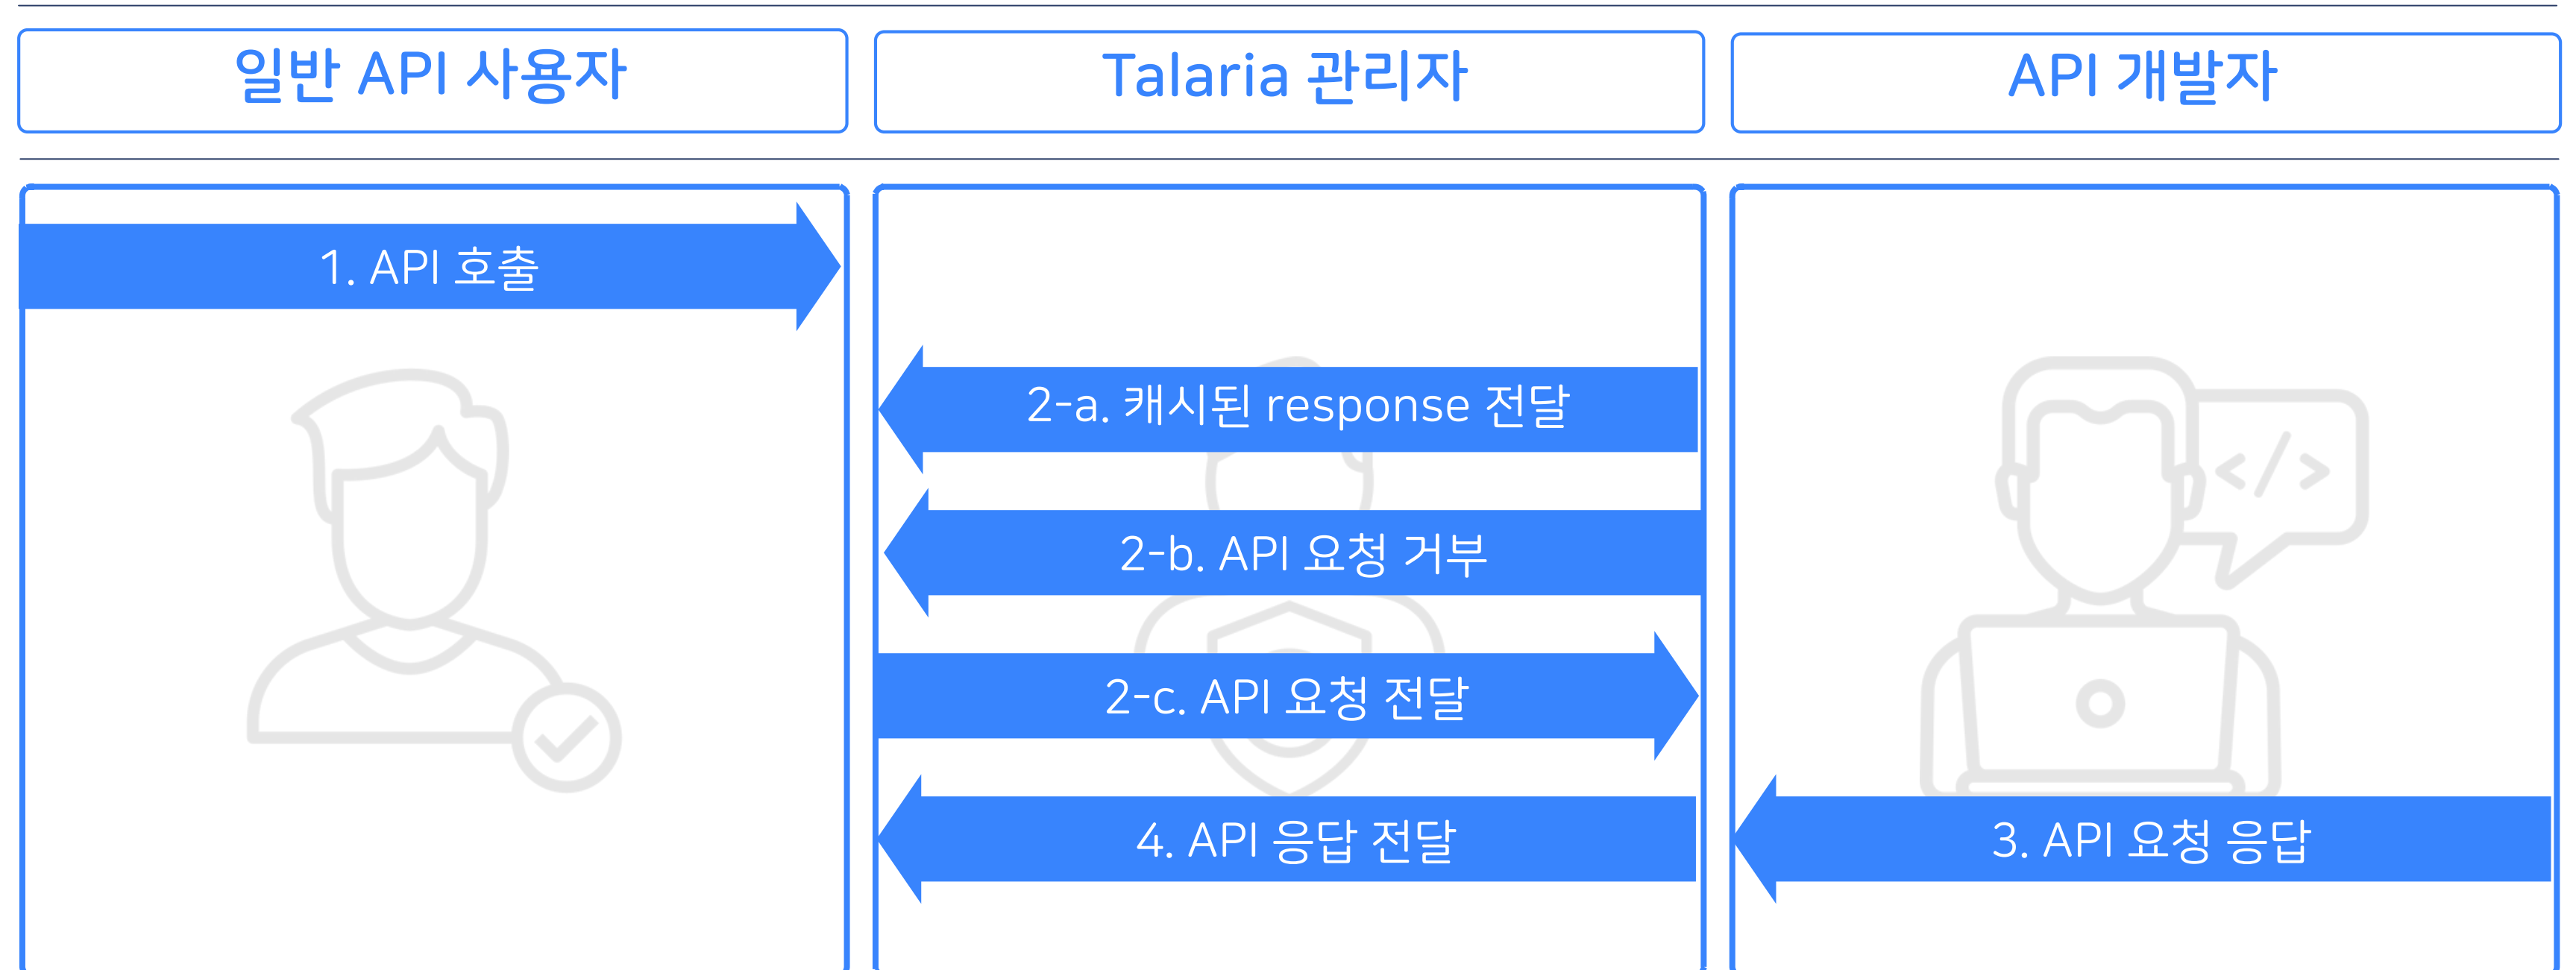 일반 API 사용자
Talaria 관리자
API 개발자
1. API 호출
2-a. 캐시된 response 전달
2-b. API 요청 거부
2-c. API 요청 전달
4. API 응답 전달
3. API 요청 응답